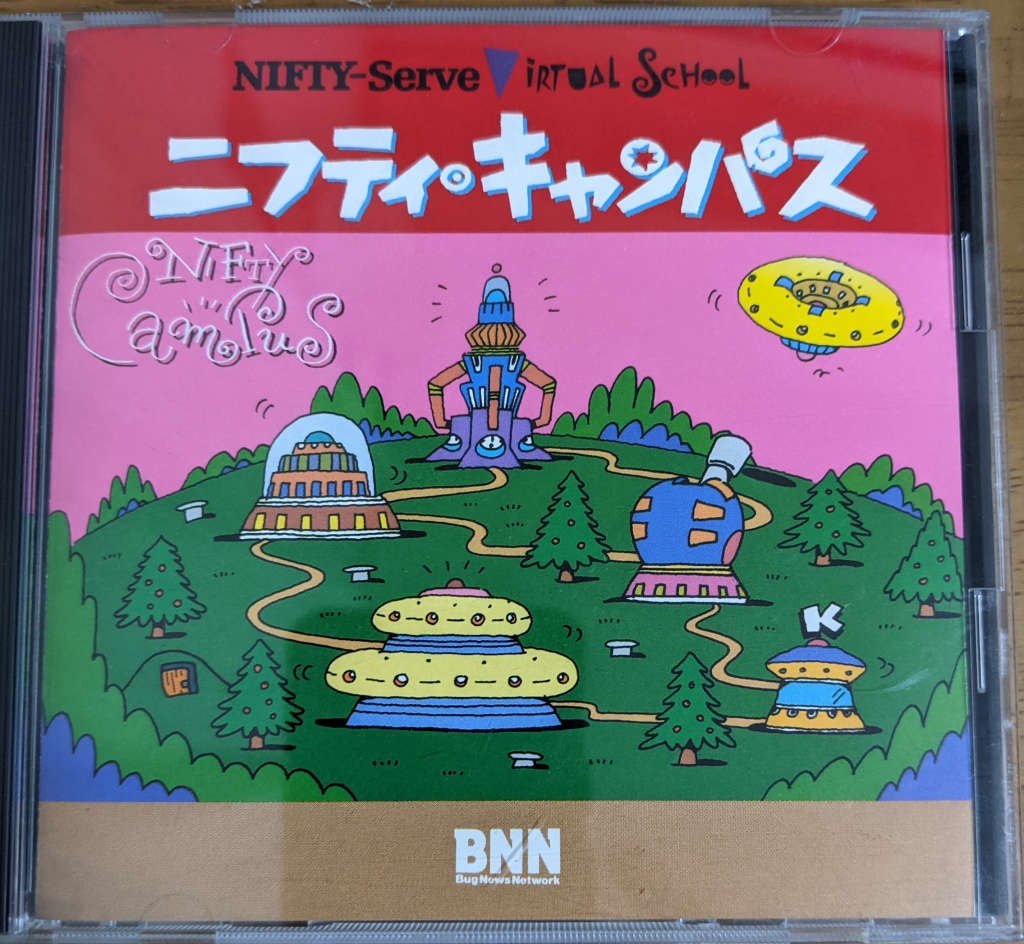 NIFTY-Serve VIRTUAL SCHOOL
ニフティ・キャンパス
NIFTY
CamPuS
K
BNN
Bug News Network